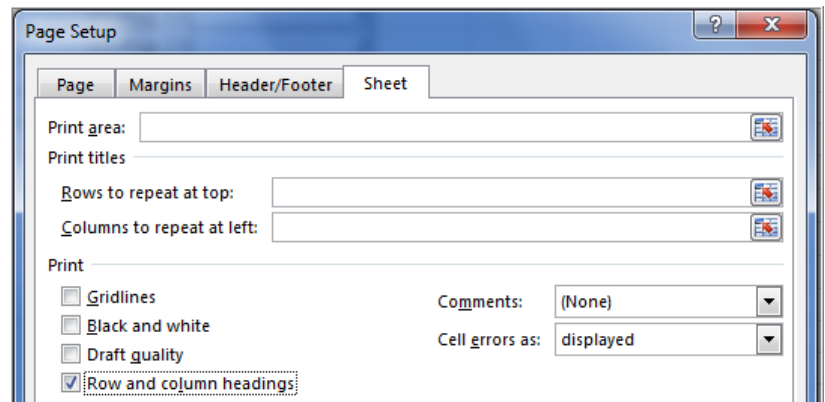 Page Setup
?
X
Page Margins Header/Footer Sheet
Print area:
Print titles
Rows to repeat at top:
Columns to repeat at left:
Print
Gridlines
Comments: (None)
Black and white
Cell errors as: displayed
Draft quality
Row and column headings